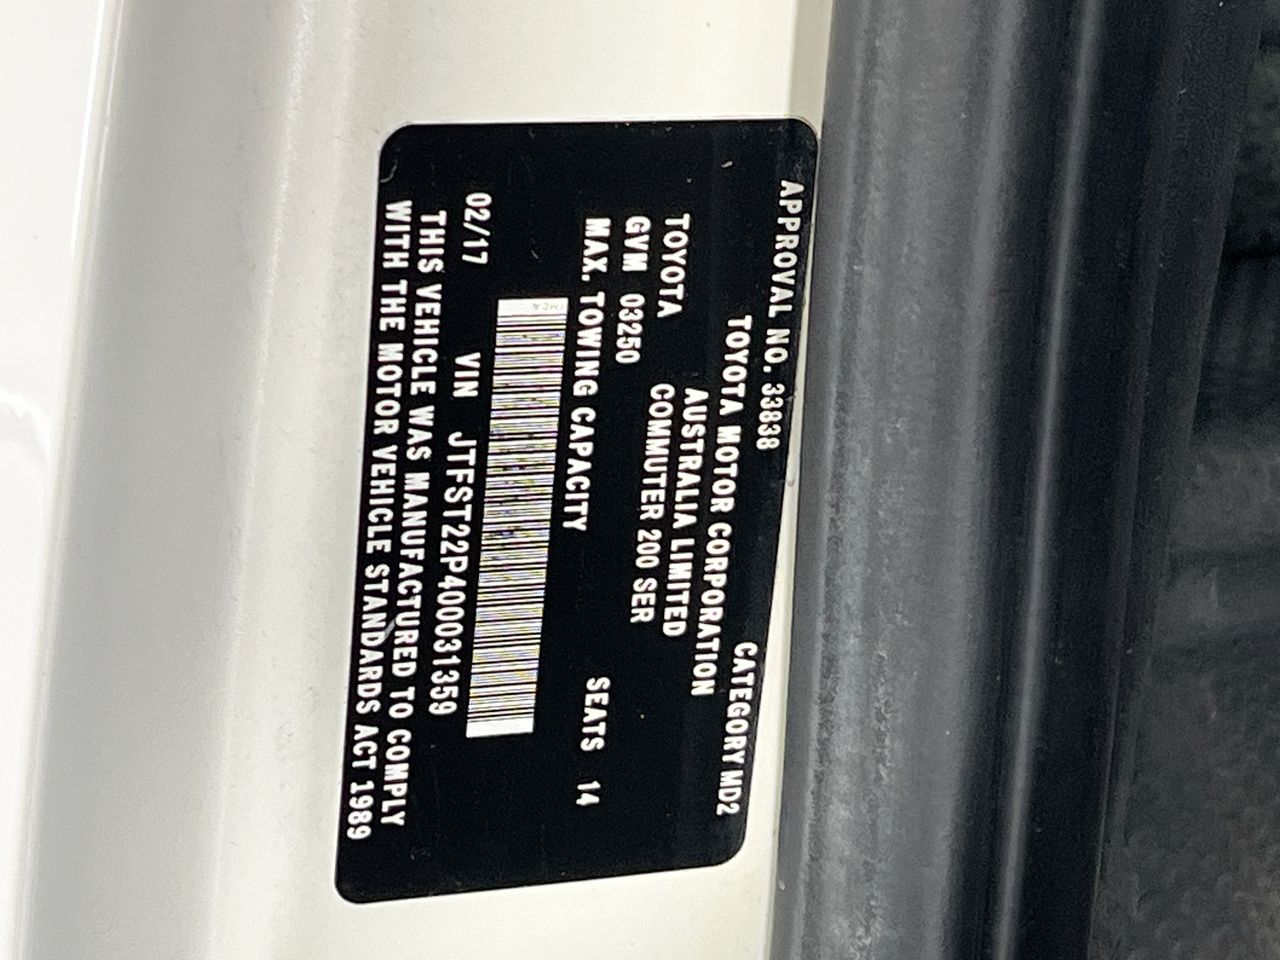 APPROVAL NO. 33838 CATEGORY MD2
TOYOTA MOTOR CORPORATION
AUSTRALIA LIMITED
TOYOTA COMMUTER 200 SER
GVM 03250
MAX. TOWING CAPACITY SEATS 14
02/17 VIN JTFST22P400031359
THIS VEHICLE WAS MANUFACTURED TO COMPLY
WITH THE MOTOR VEHICLE STANDARDS ACT 1989